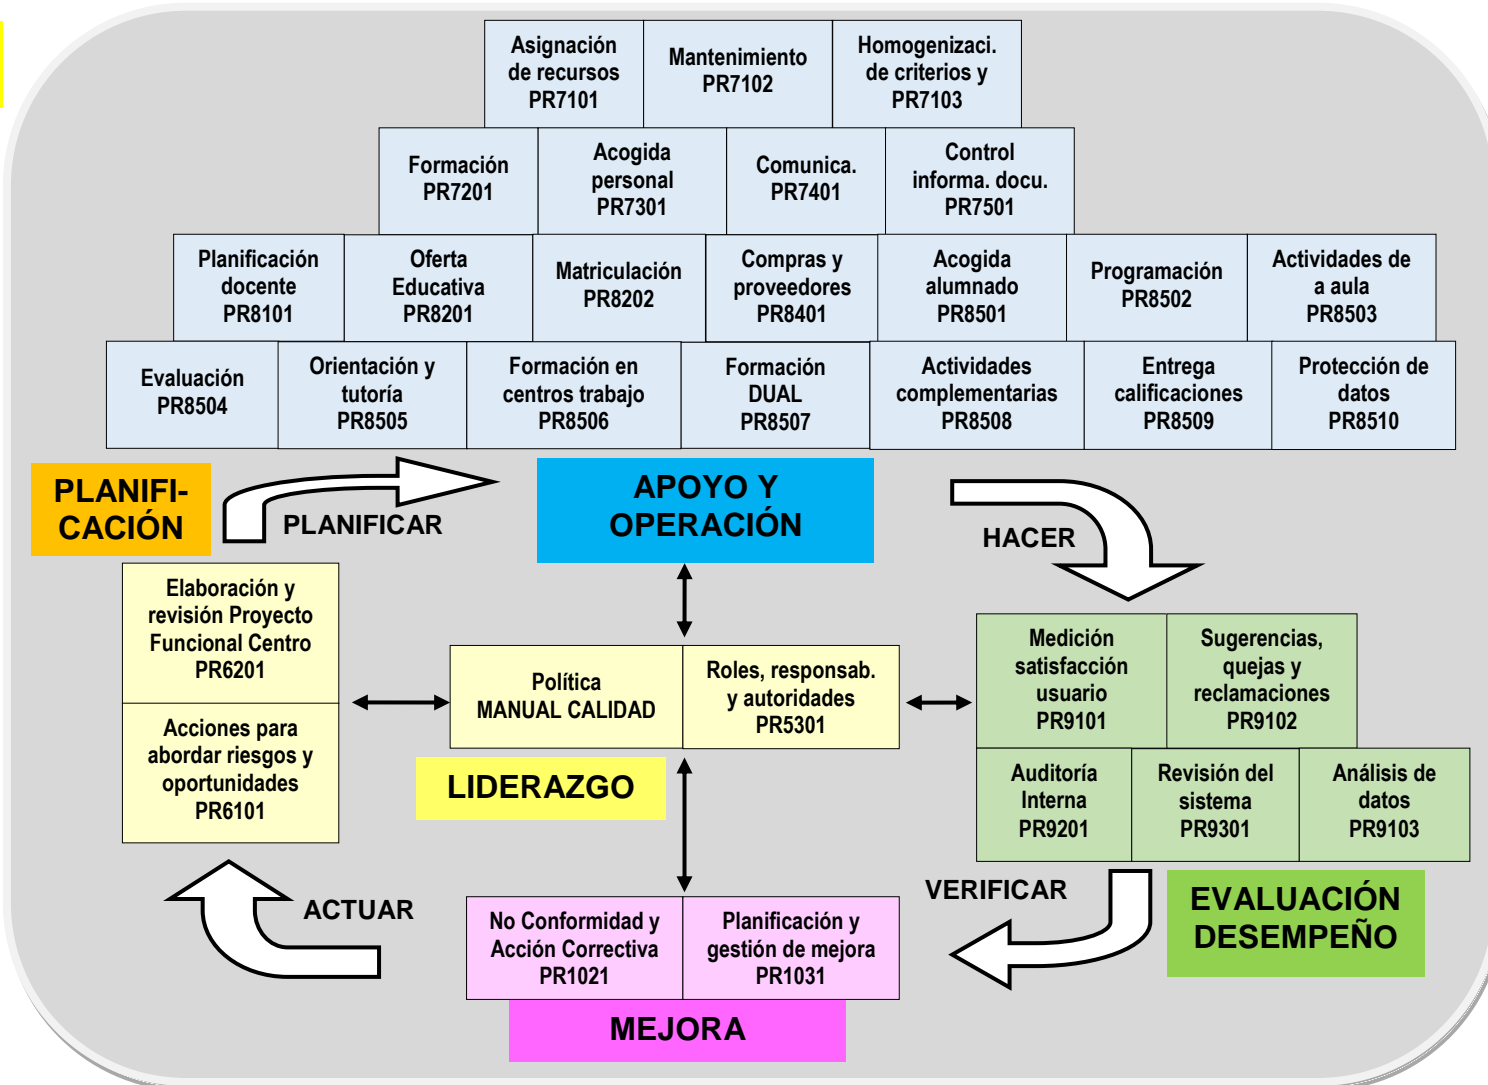 Asignación
de recursos
PR7101
Mantenimiento
PR7102
Homogenizaci.
de criterios y
PR7103
Formación
PR7201
Acogida
personal
PR7301
Comunica.
PR7401
Control
informa. docu.
PR7501
Planificación
docente
PR8101
Oferta
Educativa
PR8201
Matriculación
PR8202
Compras y
proveedores
PR8401
Acogida
alumnado
PR8501
Programación
PR8502
Actividades de
a aula
PR8503
Evaluación
PR8504
Orientación y
tutoría
PR8505
Formación en
centros trabajo
PR8506
Formación
DUAL
PR8507
Actividades
complementarias
PR8508
Entrega
calificaciones
PR8509
Protección de
datos
PR8510
PLANIFI-
CACIÓN
PLANIFICAR
APOYO Y
OPERACIÓN
HACER
Elaboración y
revisión Proyecto
Funcional Centro
PR6201
Acciones para
abordar riesgos y
oportunidades
PR6101
Política
MANUAL CALIDAD
Roles, responsab.
y autoridades
PR5301
LIDERAZGO
Medición
satisfacción
usuario
PR9101
Sugerencias,
quejas y
reclamaciones
PR9102
Auditoría
Interna
PR9201
Revisión del
sistema
PR9301
Análisis de
datos
PR9103
VERIFICAR
EVALUACIÓN
DESEMPEÑO
ACTUAR
No Conformidad y
Acción Correctiva
PR1021
Planificación y
gestión de mejora
PR1031
MEJORA